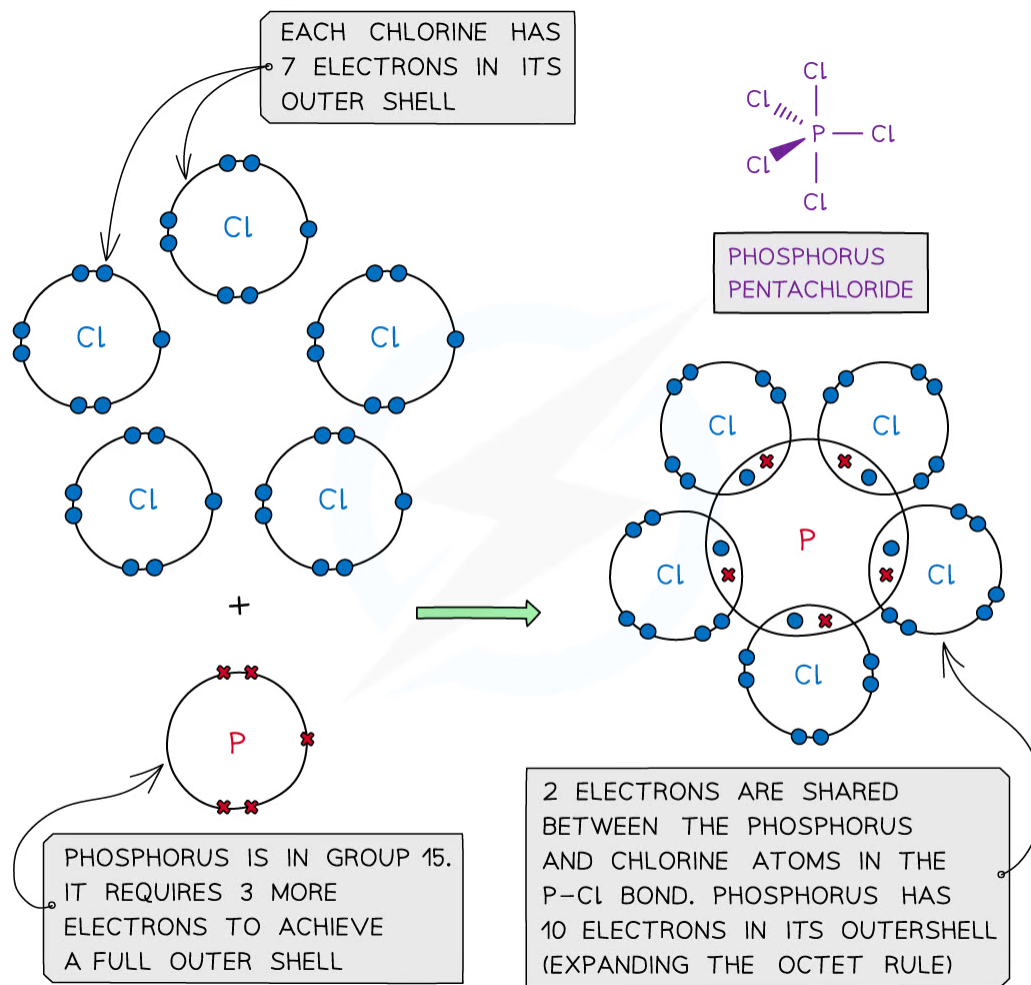 EACH CHLORINE HAS
7 ELECTRONS IN ITS
OUTER SHELL
Cl
Cl
Cl
Cl
Cl
+
P
PHOSPHORUS IS IN GROUP 15.
IT REQUIRES 3 MORE
ELECTRONS TO ACHIEVE
A FULL OUTER SHELL
Cl
Cl
P
Cl
Cl
Cl
PHOSPHORUS
PENTACHLORIDE
Cl
Cl
P
Cl
Cl
Cl
2 ELECTRONS ARE SHARED
BETWEEN THE PHOSPHORUS
AND CHLORINE ATOMS IN THE
P-Cl BOND. PHOSPHORUS HAS
10 ELECTRONS IN ITS OUTERSHELL
(EXPANDING THE OCTET RULE)